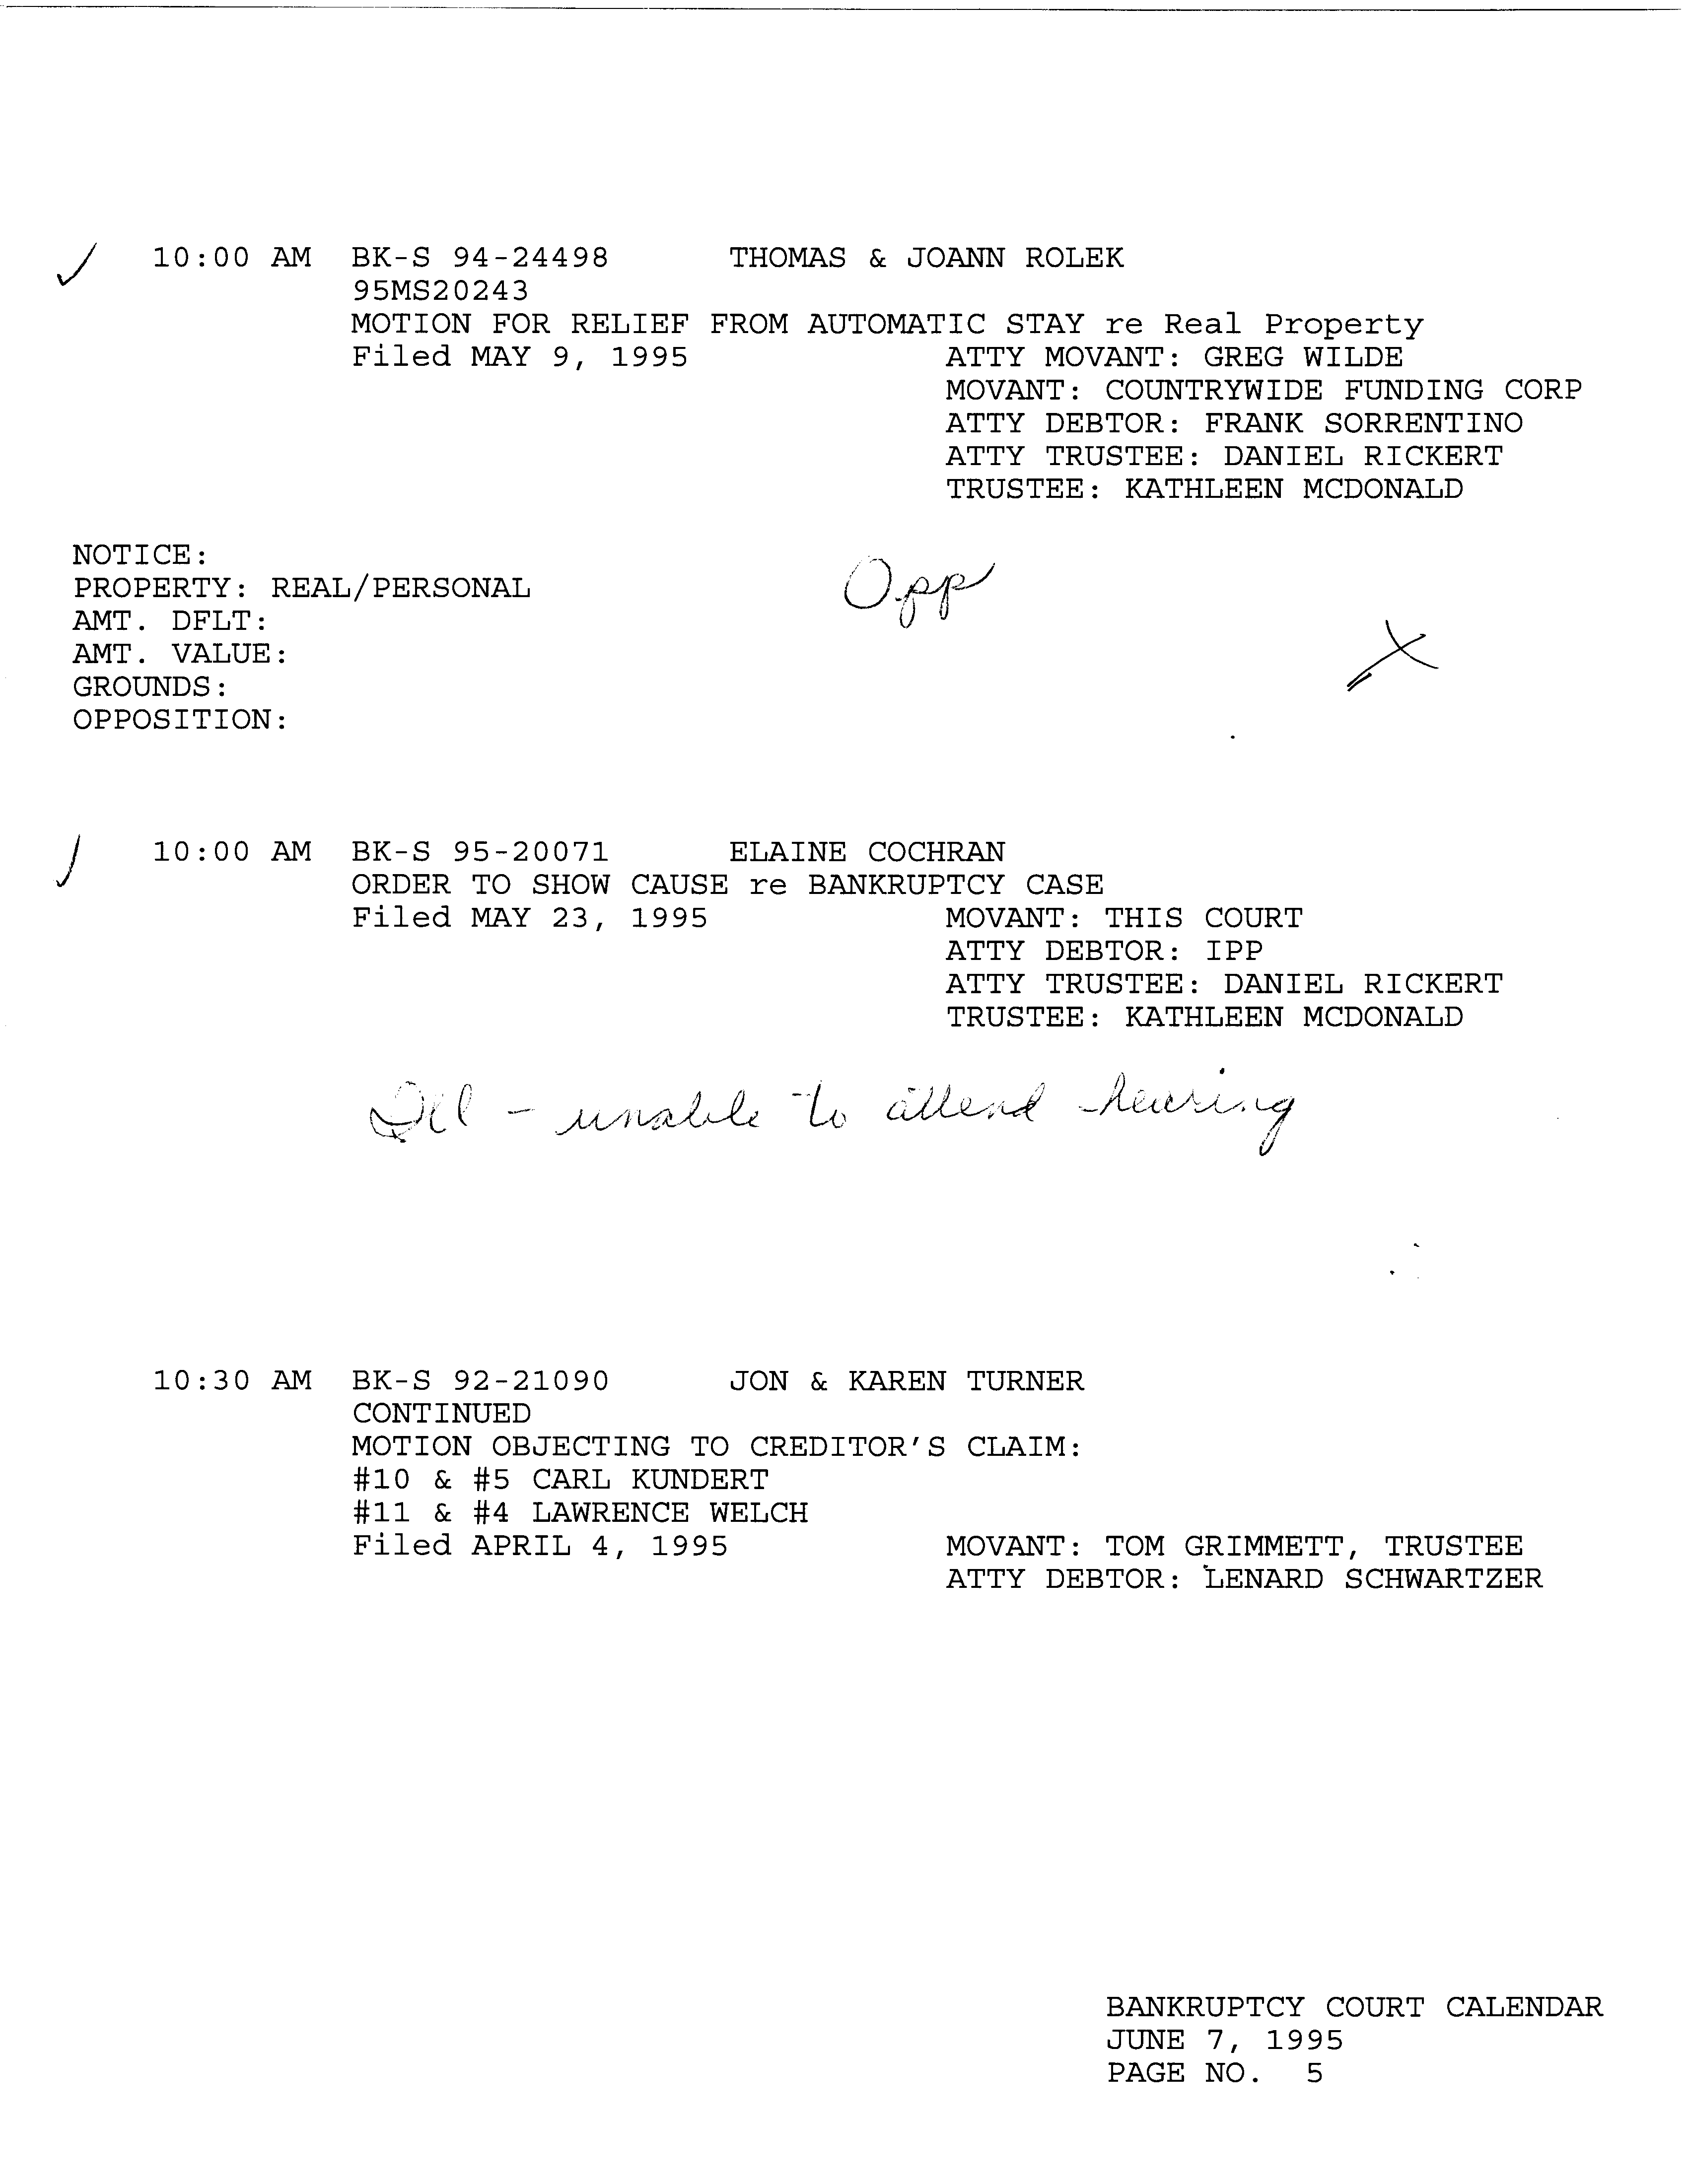 10:00 AM BK-S 94-24498 THOMAS & JOANN ROLEK
95MS20243
MOTION FOR RELIEF FROM AUTOMATIC STAY re Real Property
Filed MAY 9, 1995 ATTY MOVANT: GREG WILDE
MOVANT: COUNTRYWIDE FUNDING CORP
ATTY DEBTOR: FRANK SORRENTINO
ATTY TRUSTEE: DANIEL RICKERT
TRUSTEE: KATHLEEN MCDONALD
NOTICE:
PROPERTY: REAL/PERSONAL
AMT. DFLT:
AMT. VALUE:
GROUNDS:
OPPOSITION:
Opp
X
10:00 AM BK-S 95-20071 ELAINE COCHRAN
ORDER TO SHOW CAUSE re BANKRUPTCY CASE
Filed MAY 23, 1995 MOVANT: THIS COURT
ATTY DEBTOR: IPP
ATTY TRUSTEE: DANIEL RICKERT
TRUSTEE: KATHLEEN MCDONALD
- unable to attend hearing
10:30 AM BK-S 92-21090 JON & KAREN TURNER
CONTINUED
MOTION OBJECTING TO CREDITOR'S CLAIM:
#10 & #5 CARL KUNDERT
#11 & #4 LAWRENCE WELCH
Filed APRIL 4, 1995 MOVANT: TOM GRIMMETT, TRUSTEE
ATTY DEBTOR: LENARD SCHWARTZER
BANKRUPTCY COURT CALENDAR
JUNE 7, 1995
PAGE NO. 5